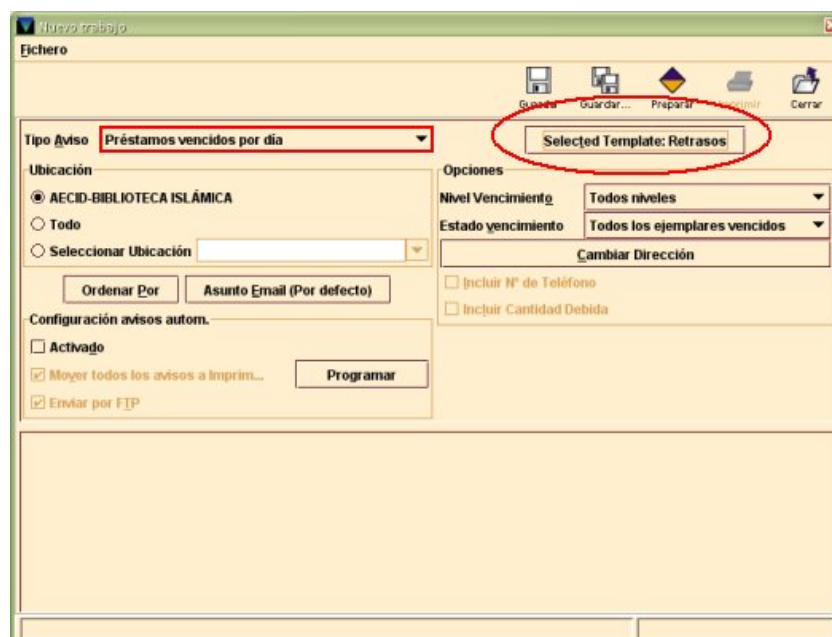 Nuevo trabajo
Fichero
Guardar Guardar... Preparar Imprimir Cerrar
Tipo Aviso Préstamos vencidos por día Selected Template: Retrasos
Ubicación Opciones
AECID-BIBLIOTECA ISLÁMICA Nivel Vencimiento Todos niveles
Todo Estado vencimiento Todos los ejemplares vencidos
Seleccionar Ubicación Cambiar Dirección
Ordenar Por Asunto Email (Por defecto) Incluir Nº de Teléfono
Incluir Cantidad Debida
Configuración avisos autom.
Activado
Mover todos los avisos a Imprim... Programar
Enviar por FTP